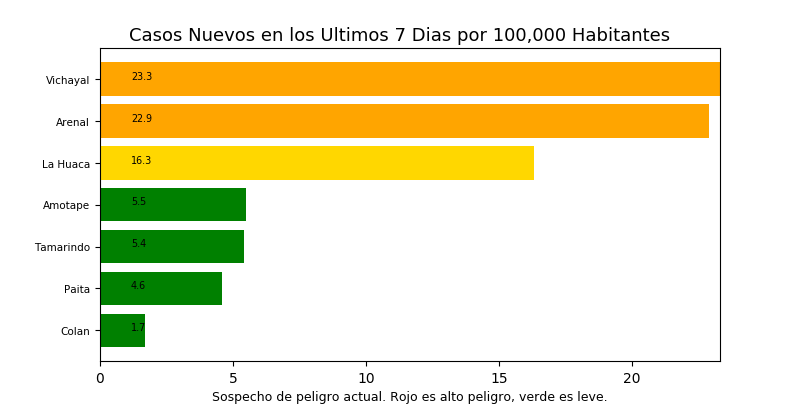 Casos Nuevos en los Ultimos 7 Dias por 100,000 Habitantes
Vichayal 23.3
Arenal 22.9
La Huaca 16.3
Amotape 5.5
Tamarindo 5.4
Paita 4.6
Colan 1.7
0 5 10 15 20
Sospecho de peligro actual. Rojo es alto peligro, verde es leve.